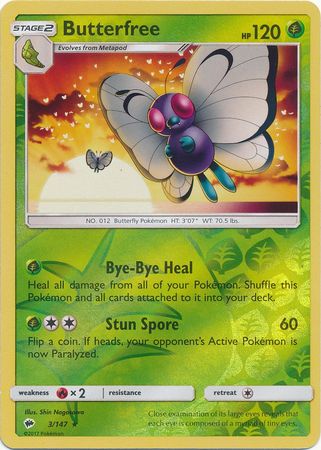 STAGE2
Butterfree
HP120
Evolves from Metapod
NO. 012 Butterfly Pokémon HT: 3'07" WT: 70.5 lbs.
Bye-Bye Heal
Heal all damage from all of your Pokémon. Shuffle this
Pokémon and all cards attached to it into your deck.
Stun Spore 60
Flip a coin. If heads, your opponent's Active Pokémon is
now Paralyzed.
weakness ×2 resistance retreat
Illus. Shin Nagasawa
3/147 ★
©2017 Pokémon
Close examination of its large eyes reveals that
each eye is composed of a myriad of tiny eyes.